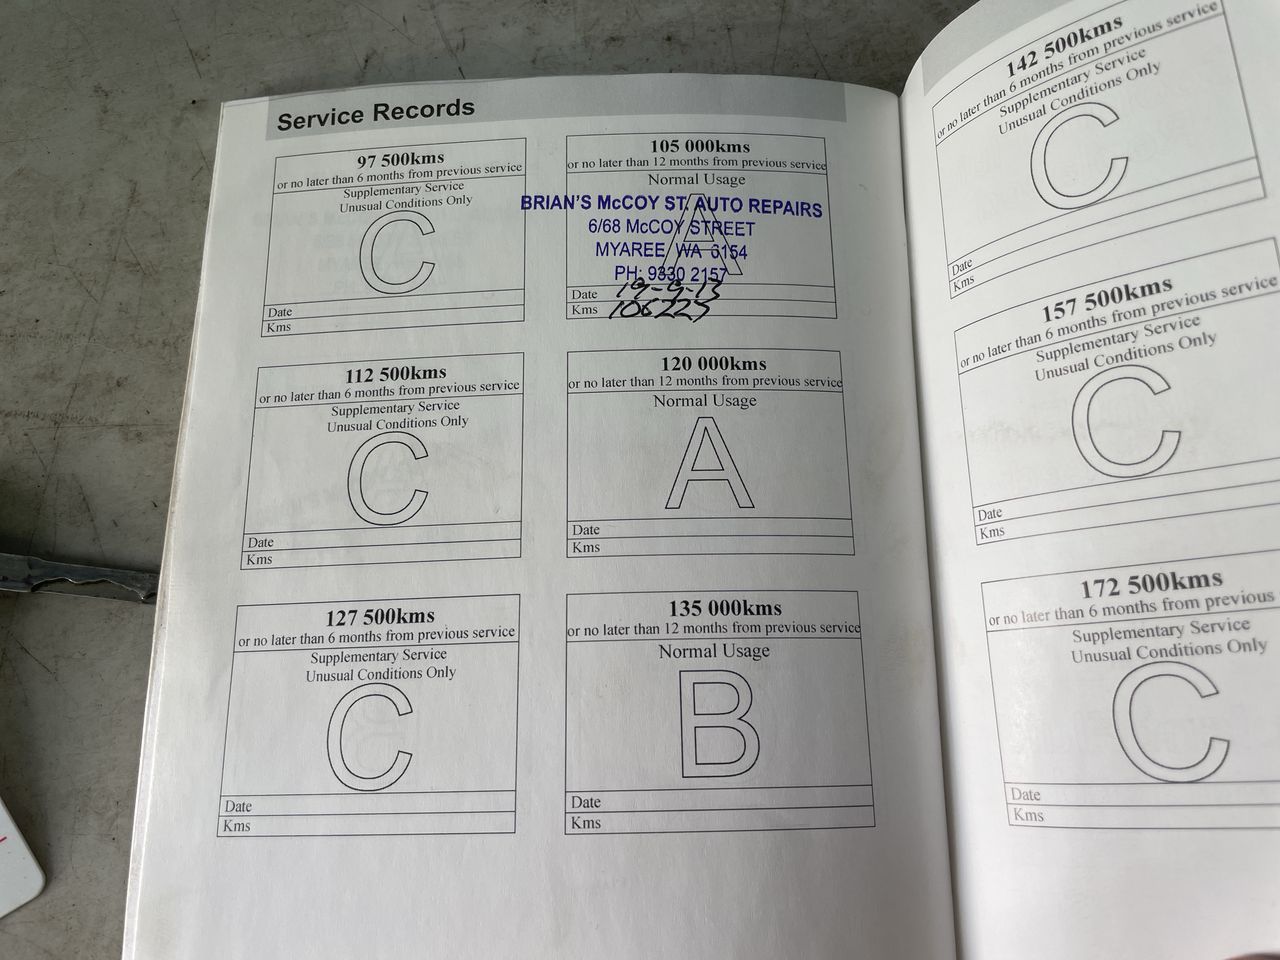 Service Records
97 500kms
or no later than 6 months from previous service
Supplementary Service
Unusual Conditions Only
C
Date
Kms
105 000kms
or no later than 12 months from previous service
Normal Usage
A
BRIAN'S McCOY ST. AUTO REPAIRS
6/68 McCOY STREET
MYAREE WA 6154
PH: 9330 2157
Date 19-9-13
Kms 106225
112 500kms
or no later than 6 months from previous service
Supplementary Service
Unusual Conditions Only
C
Date
Kms
120 000kms
or no later than 12 months from previous service
Normal Usage
A
Date
Kms
127 500kms
or no later than 6 months from previous service
Supplementary Service
Unusual Conditions Only
C
Date
Kms
135 000kms
or no later than 12 months from previous service
Normal Usage
B
Date
Kms
142 500kms
or no later than 6 months from previous service
Supplementary Service
Unusual Conditions Only
C
Date
Kms
157 500kms
or no later than 6 months from previous service
Supplementary Service
Unusual Conditions Only
C
Date
Kms
172 500kms
or no later than 6 months from previous
Supplementary Service
Unusual Conditions Only
C
Date
Kms